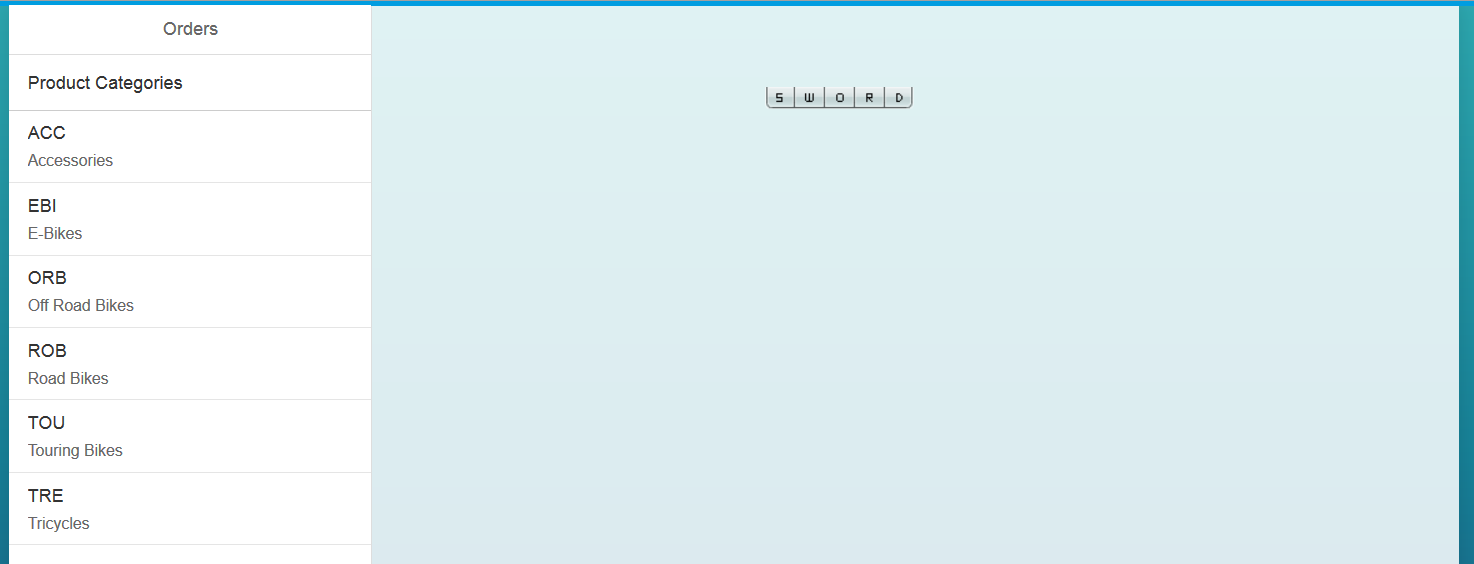 Orders
Product Categories
ACC
Accessories
EBI
E-Bikes
ORB
Off Road Bikes
ROB
Road Bikes
TOU
Touring Bikes
TRE
Tricycles
SWORD